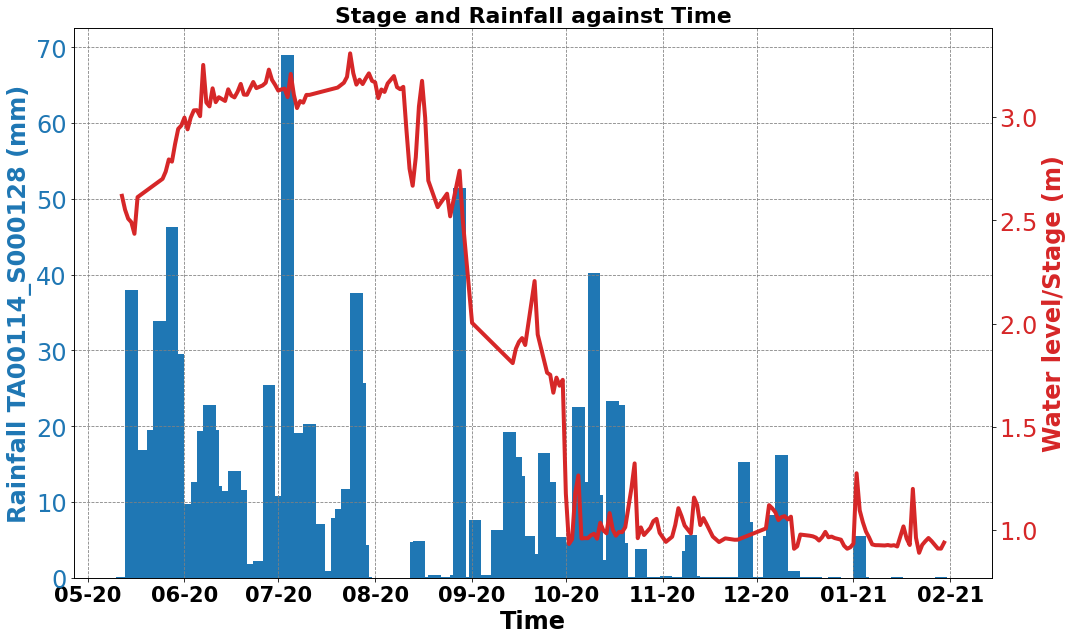 Stage and Rainfall against Time
Rainfall TA00114_S000128 (mm)
70
60
50
40
30
20
10
0
3.0
2.5
2.0
1.5
1.0
Water level/Stage (m)
05-20 06-20 07-20 08-20 09-20 10-20 11-20 12-20 01-21 02-21
Time